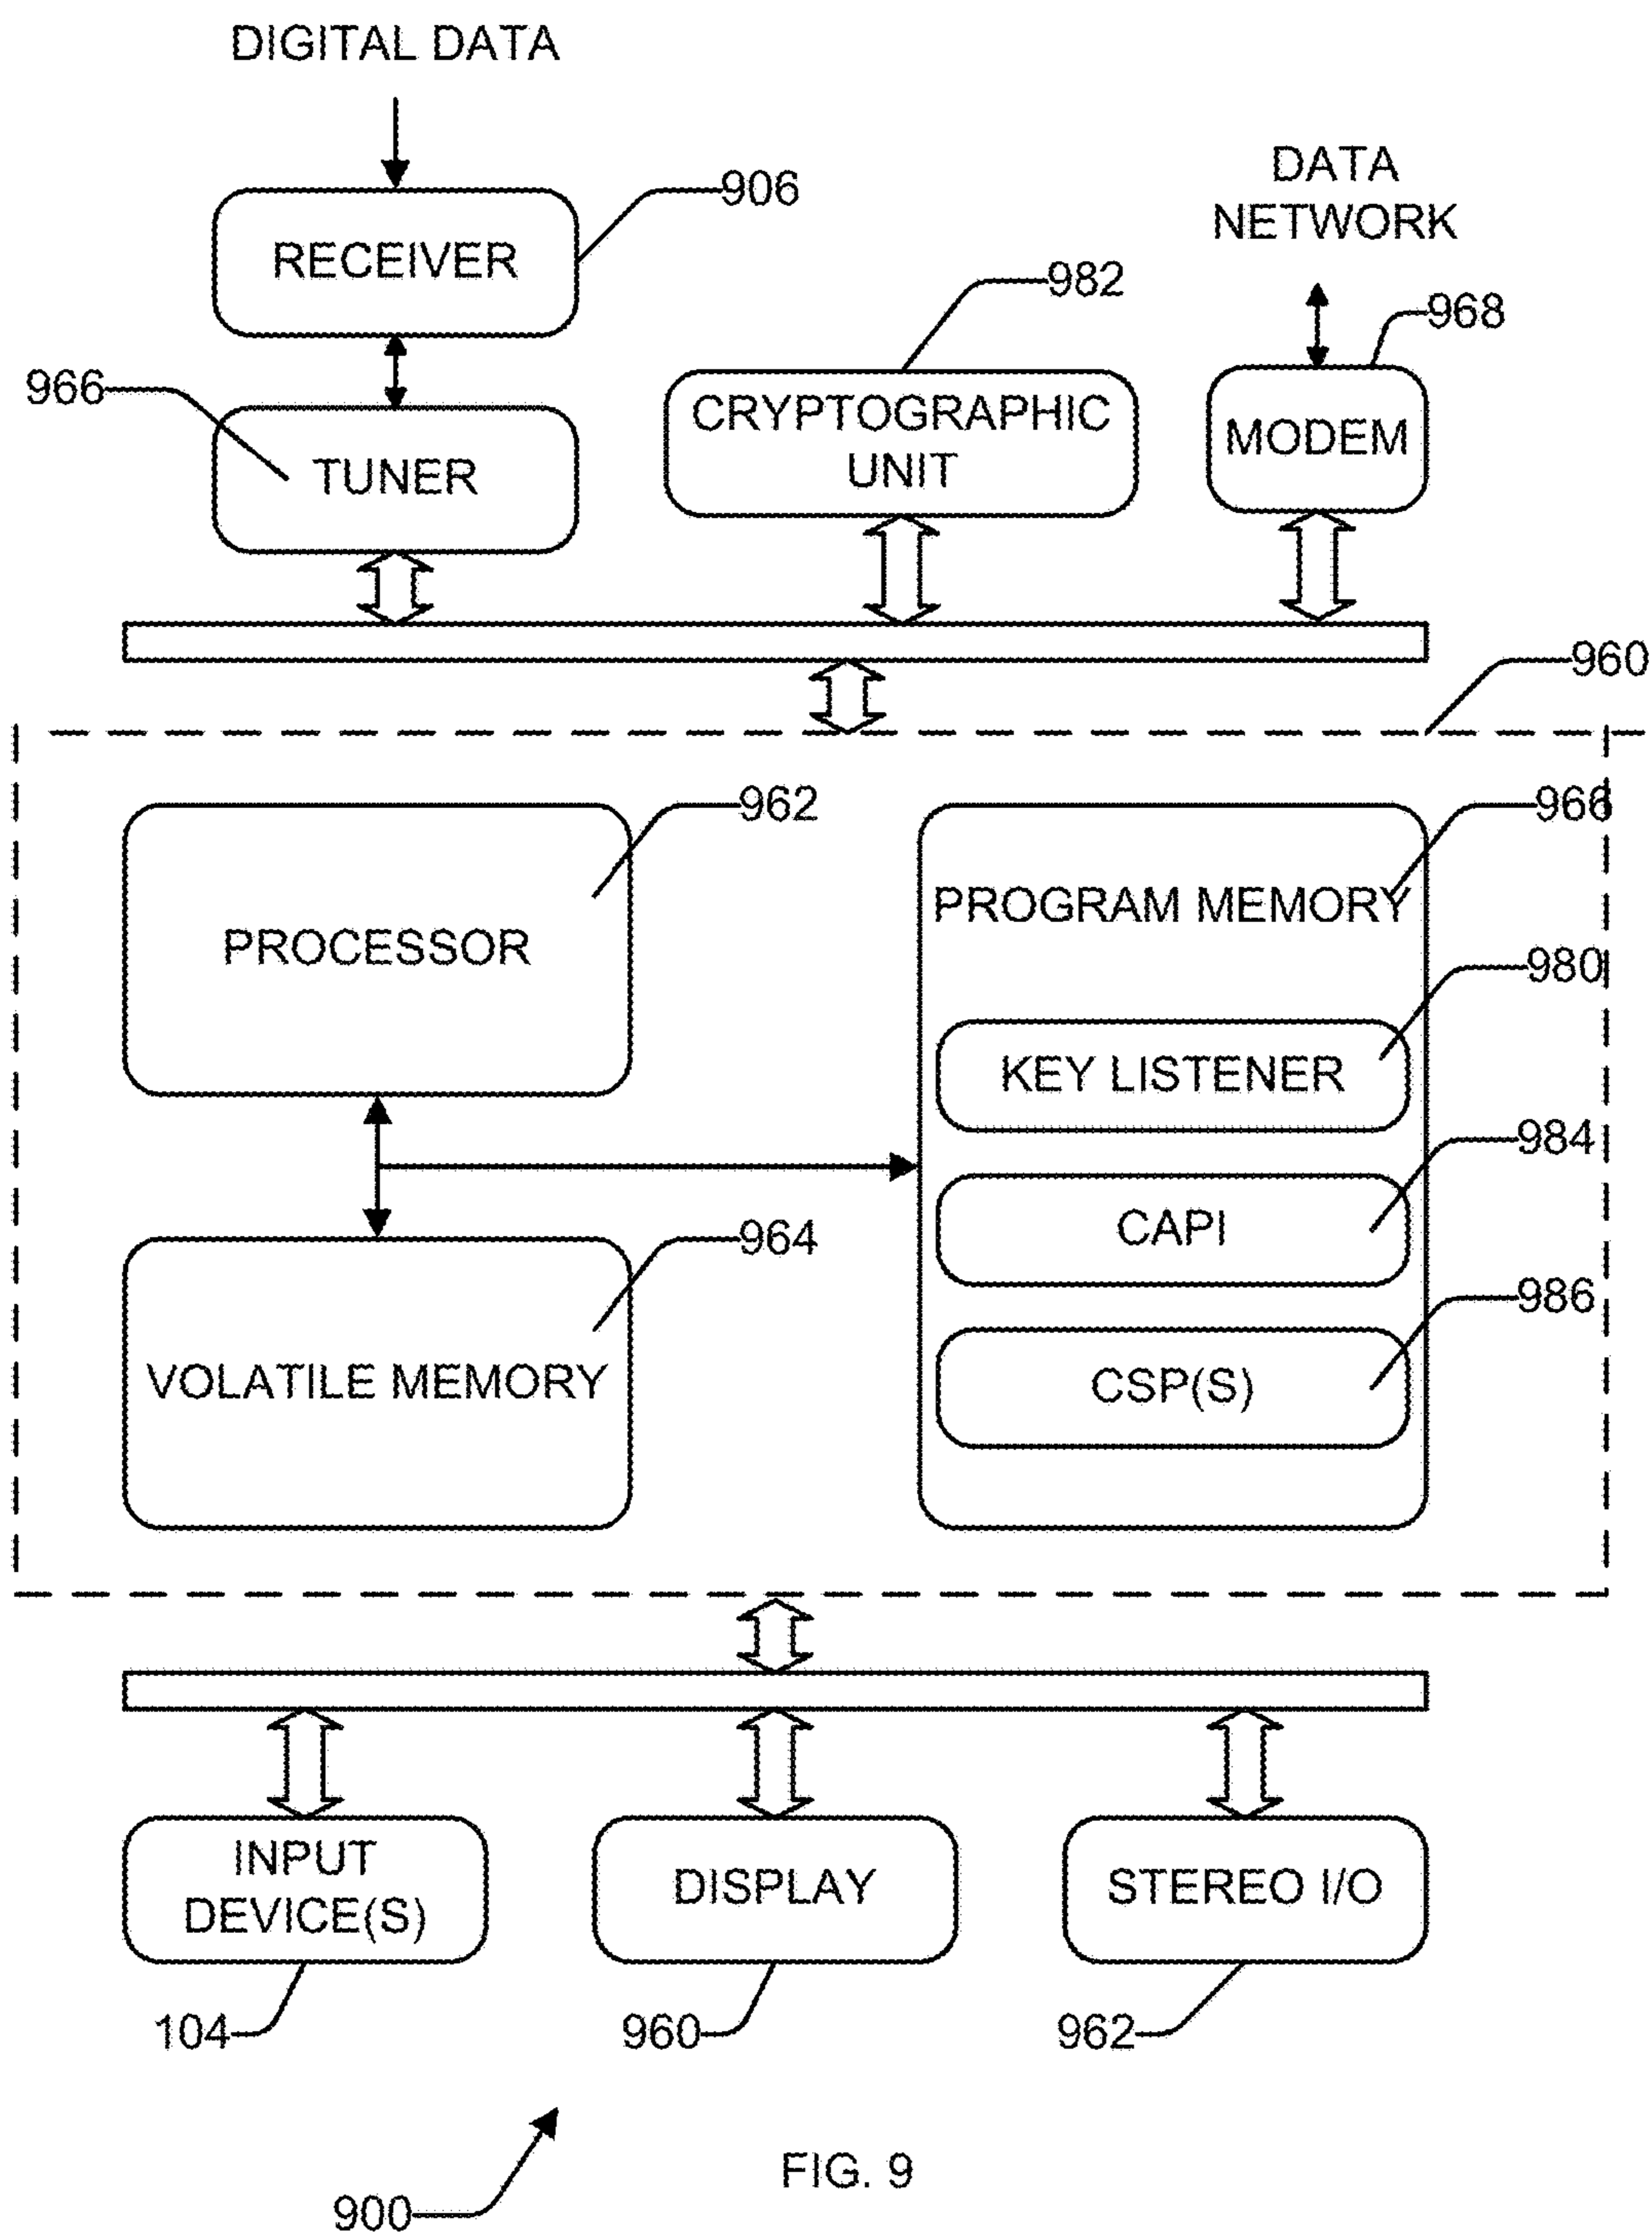 DIGITAL DATA
DATA
NETWORK
906
RECEIVER
982
968
966
CRYPTOGRAPHIC
UNIT
MODEM
TUNER
960
962
966
PROCESSOR
PROGRAM MEMORY
980
KEY LISTENER
984
CAPI
964
986
VOLATILE MEMORY
CSP(S)
INPUT
DEVICE(S)
DISPLAY
STEREO I/O
104
960
962
900
FIG. 9